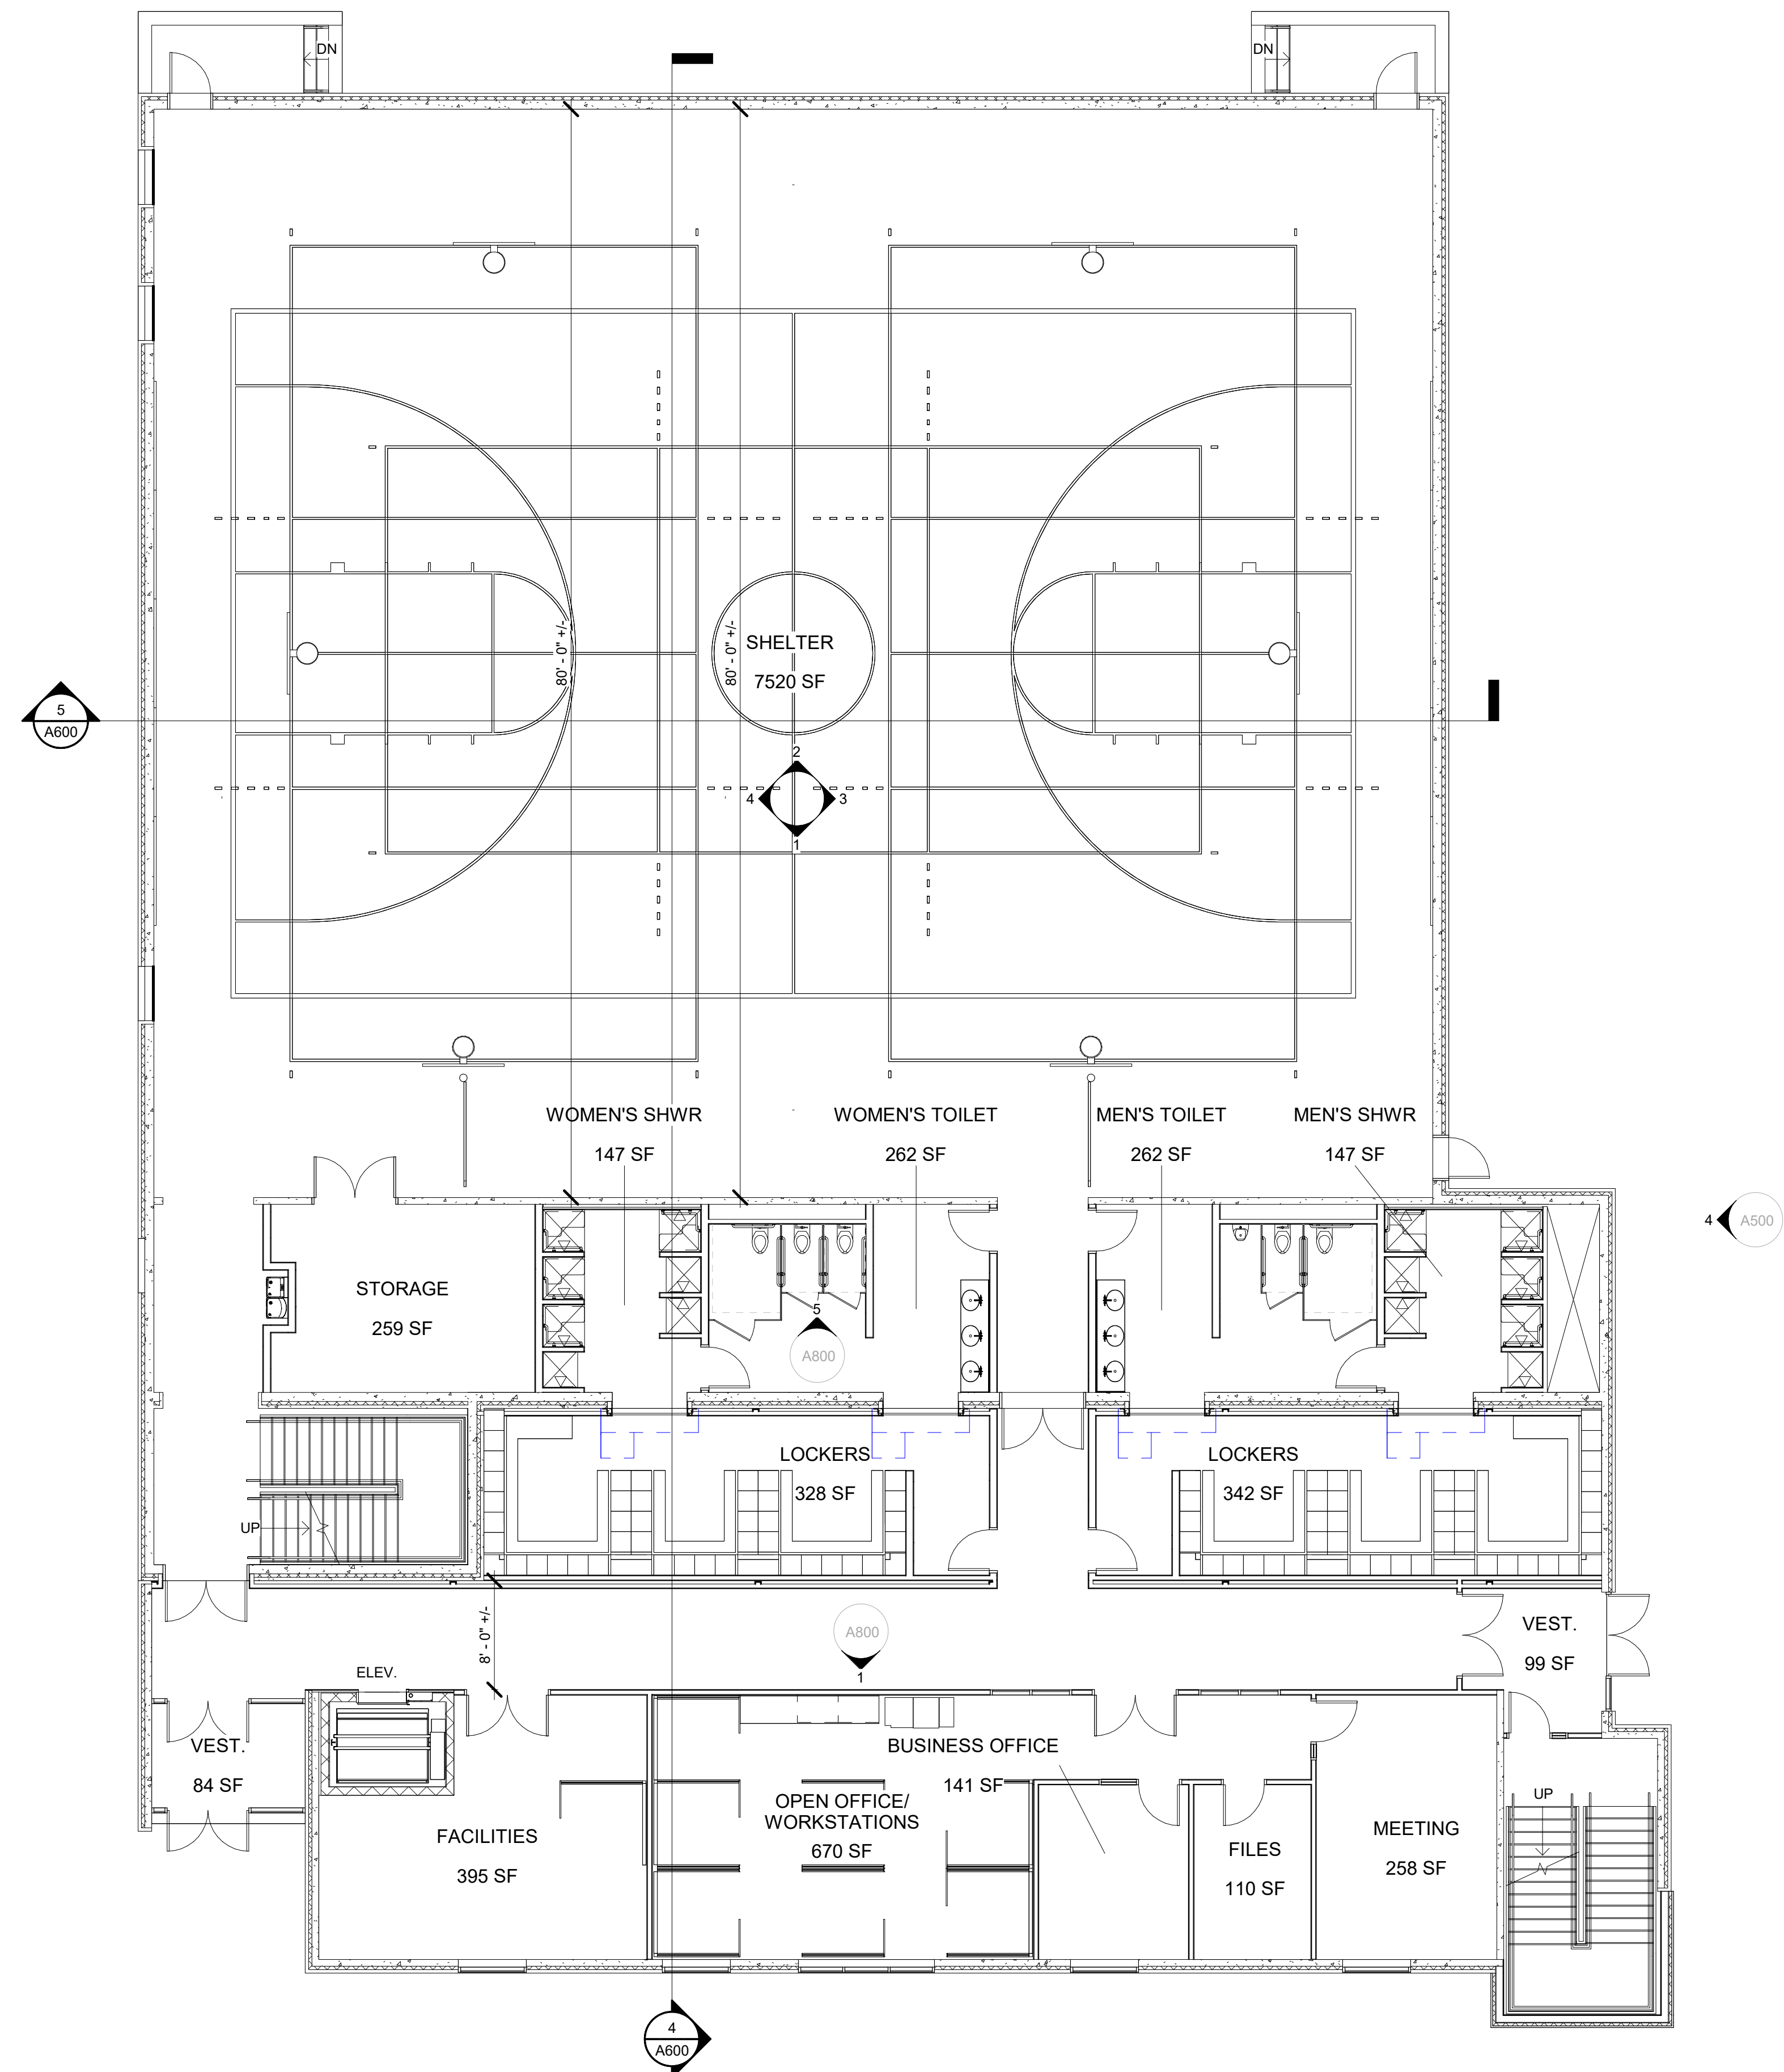 DN
DN
80' - 0" +/-
80' - 0" +/-
SHELTER
7520 SF
5
A600
2
4
3
1
WOMEN'S SHWR
147 SF
WOMEN'S TOILET
262 SF
MEN'S TOILET
262 SF
MEN'S SHWR
147 SF
4
A500
STORAGE
259 SF
5
A800
LOCKERS
328 SF
LOCKERS
342 SF
UP
8' - 0" +/-
A800
1
VEST.
99 SF
ELEV.
VEST.
84 SF
BUSINESS OFFICE
141 SF
OPEN OFFICE/
WORKSTATIONS
670 SF
FACILITIES
395 SF
FILES
110 SF
MEETING
258 SF
UP
4
A600